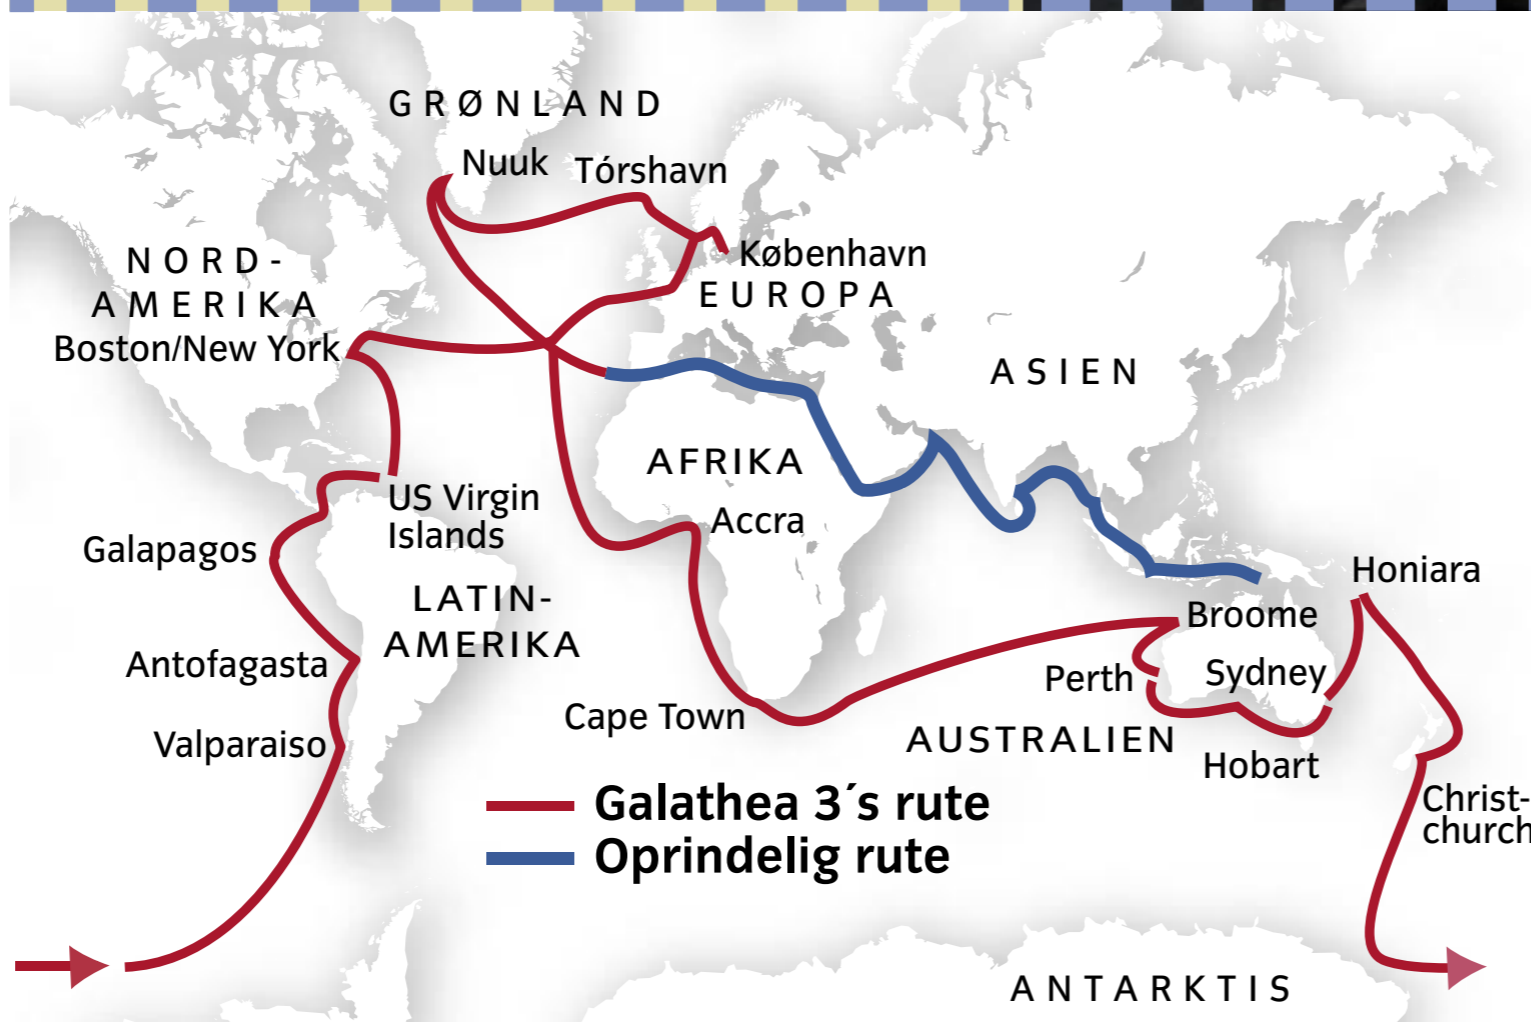 GRØNLAND
Nuuk
Tórshavn
København
EUROPA
NORD-
AMERIKA
Boston/New York
ASIEN
AFRIKA
US Virgin
Islands
Accra
Galapagos
LATIN-
AMERIKA
Honiara
Broome
Antofagasta
Perth
Sydney
Cape Town
Valparaiso
AUSTRALIEN
Hobart
Galathea 3´s rute
Oprindelig rute
Christ-
church
ANTARKTIS